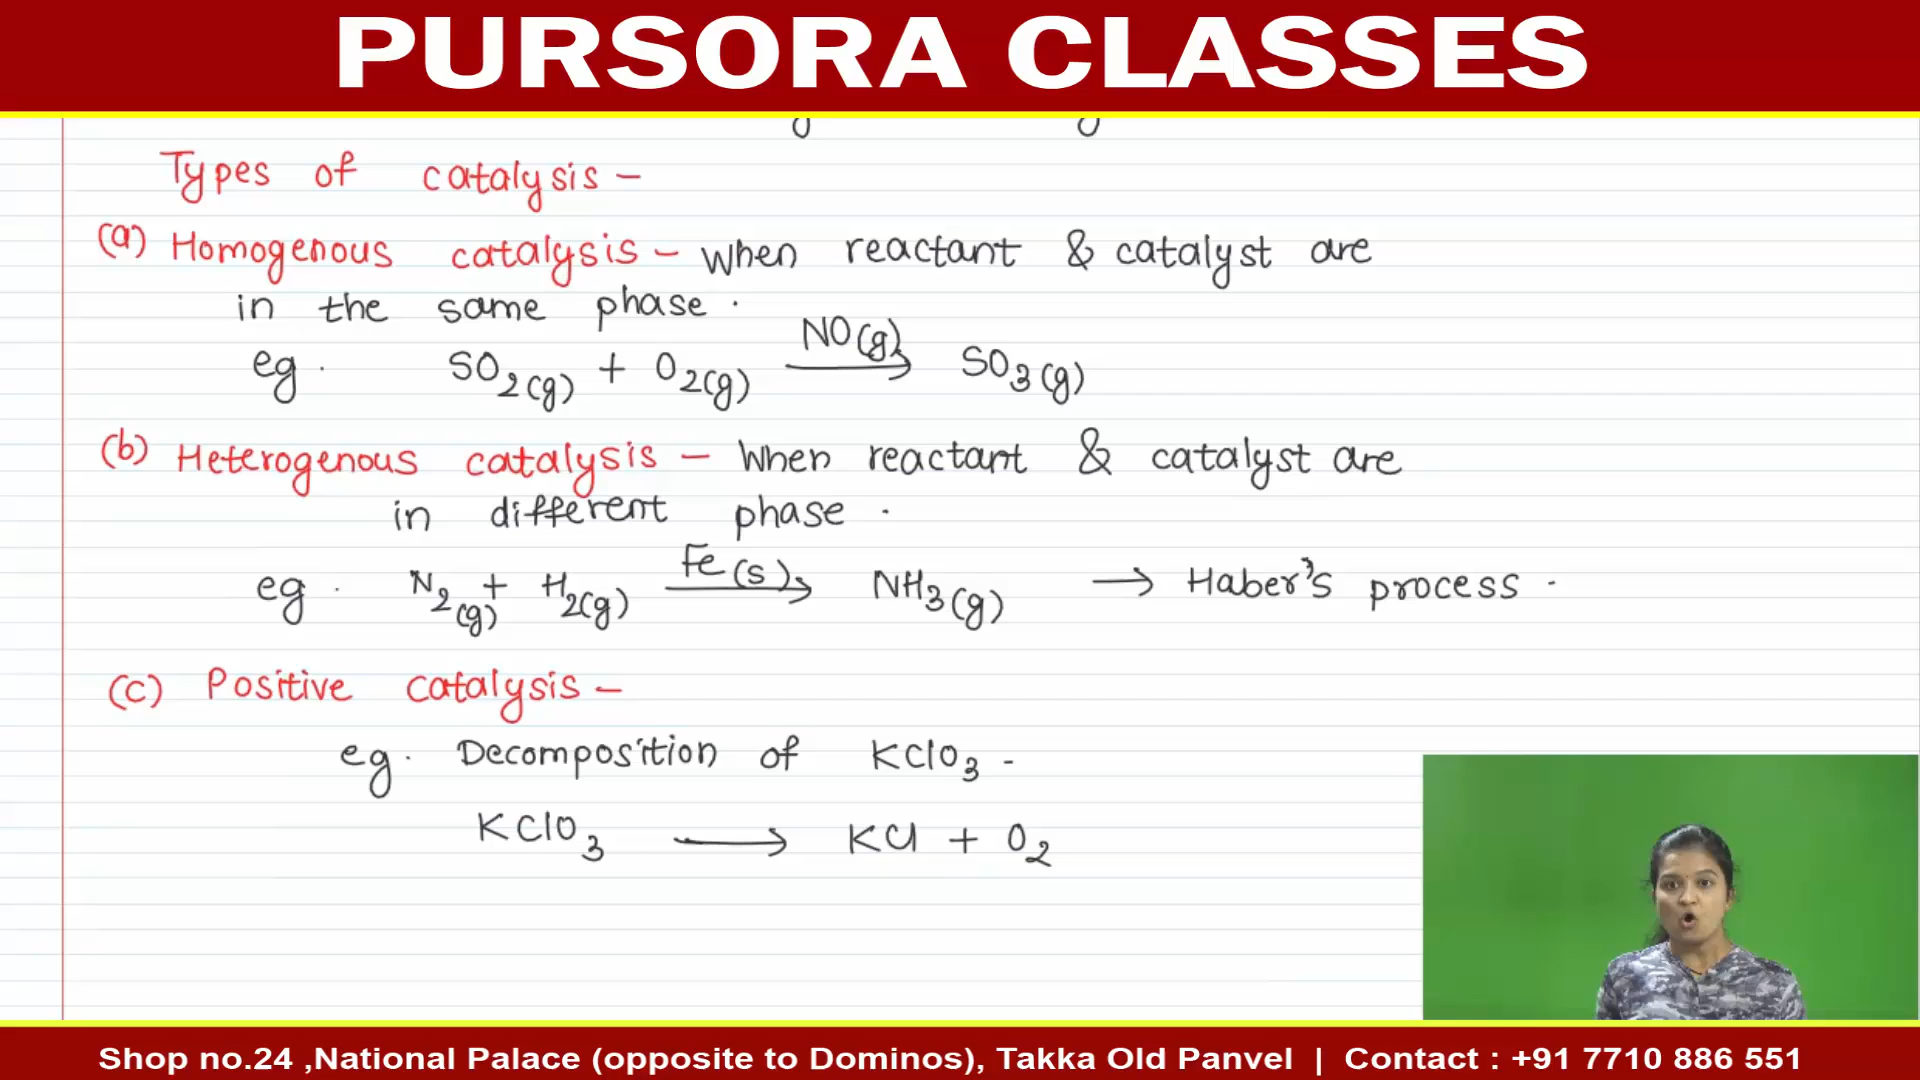 PURSORA CLASSES
Types of catalysis –
(a) Homogenous catalysis – When reactant & catalyst are
in the same phase .
eg . SO2(g) + O2(g) NO(g) → SO3(g)
(b) Heterogenous catalysis – When reactant & catalyst are
in different phase .
eg . N2(g) + H2(g) Fe(s) → NH3(g) → Haber's process .
(c) Positive catalysis –
eg . Decomposition of KClO3 -
KClO3 → KCl + O2
Shop no.24 ,National Palace (opposite to Dominos), Takka Old Panvel | Contact : +91 7710 886 551